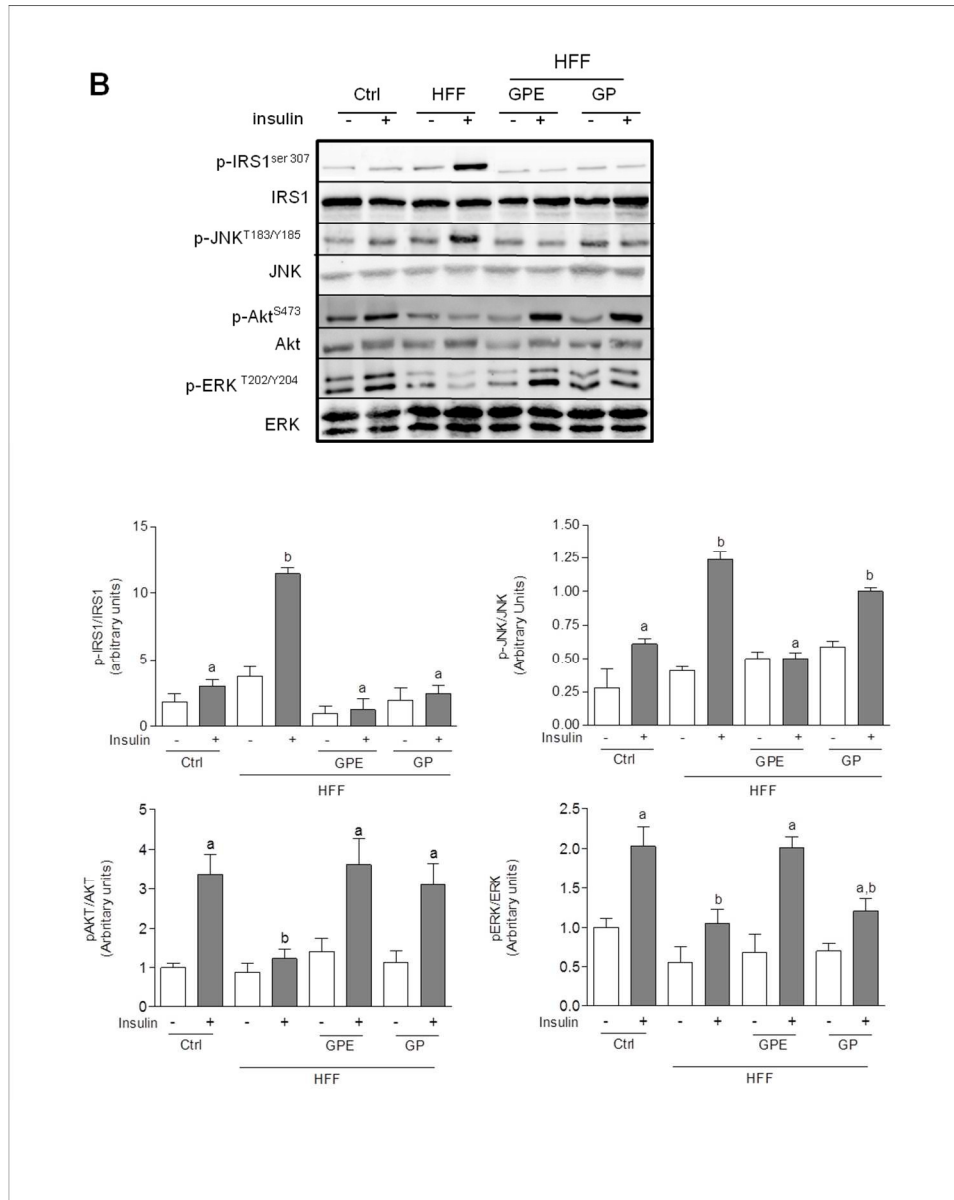 B
HFF
Ctrl HFF GPE GP
insulin - + - + - + - +
p-IRS1ser 307
IRS1
p-JNKT183/Y185
JNK
p-AktS473
Akt
p-ERK T202/Y204
ERK
p-IRS1/IRS1
(arbitrary units)
15
10
5
0
a
b
a
a
Insulin - + - + - + - +
Ctrl GPE GP
HFF
p-JNK/JNK
(Arbitrary Units)
1.50
1.25
1.00
0.75
0.50
0.25
0.00
a
b
a
b
Insulin - + - + - + - +
Ctrl GPE GP
HFF
pAKT/AKT
(Arbritary units)
5
4
3
2
1
0
a
b
a
a
Insulin - + - + - + - +
Ctrl GPE GP
HFF
pERK/ERK
(Arbritary units)
2.5
2.0
1.5
1.0
0.5
0.0
a
b
a
a,b
Insulin - + - + - + - +
Ctrl GPE GP
HFF